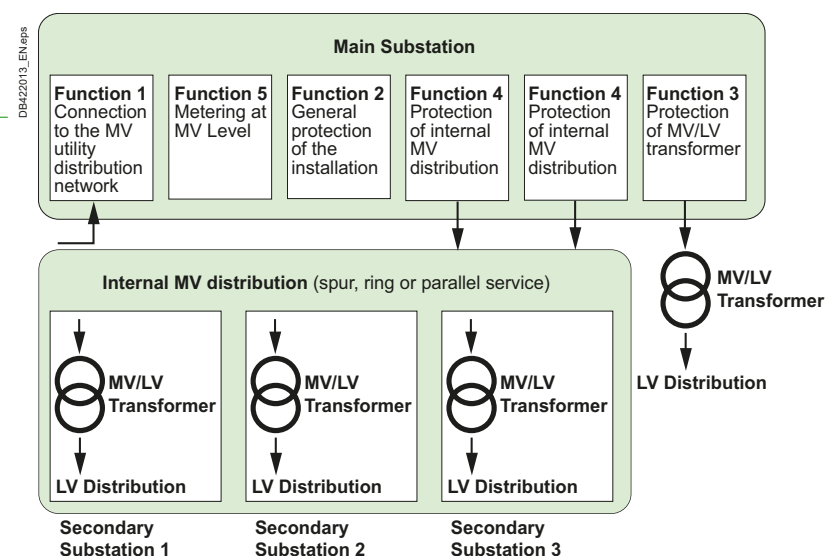 DB422013_EN.eps
Main Substation
Function 1
Connection
to the MV
utility
distribution
network
Function 5
Metering at
MV Level
Function 2
General
protection
of the
installation
Function 4
Protection
of internal
MV
distribution
Function 4
Protection
of internal
MV
distribution
Function 3
Protection
of MV/LV
transformer
Internal MV distribution (spur, ring or parallel service)
MV/LV
Transformer
LV Distribution
MV/LV
Transformer
LV Distribution
MV/LV
Transformer
LV Distribution
MV/LV
Transformer
LV Distribution
Secondary
Substation 1
Secondary
Substation 2
Secondary
Substation 3